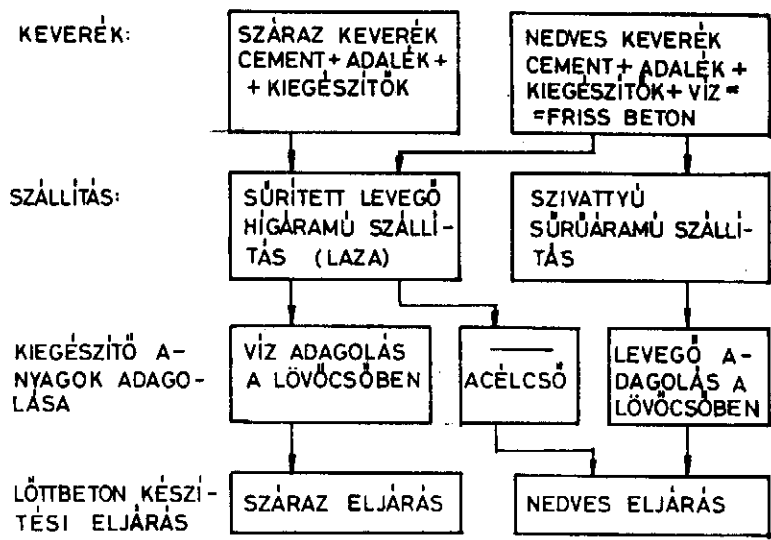 KEVERÉK:
SZÁRAZ KEVERÉK
CEMENT + ADALÉK +
+ KIEGÉSZÍTŐK
NEDVES KEVERÉK
CEMENT + ADALÉK +
KIEGÉSZÍTŐK + VÍZ =
=FRISS BETON
SZÁLLÍTÁS:
SŰRÍTETT LEVEGŐ
HÍGÁRAMÚ SZÁLLÍ-
TÁS (LAZA)
SZIVATTYÚ
SŰRŰÁRAMÚ SZÁLLÍ-
TÁS
KIEGÉSZÍTŐ A-
NYAGOK ADAGO-
LÁSA
VÍZ ADAGOLÁS
A LÖVŐCSŐBEN
ACÉLCSŐ
LEVEGŐ A-
DAGOLÁS A
LÖVŐCSŐBEN
LŐTTBETON KÉSZÍ-
TÉSI ELJÁRÁS
SZÁRAZ ELJÁRÁS
NEDVES ELJÁRÁS